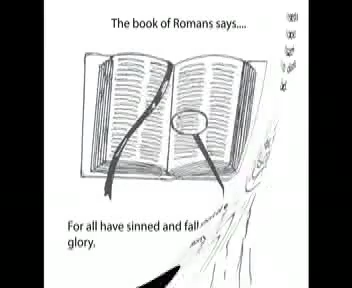 The book of Romans says....
For all have sinned and fall
glory.